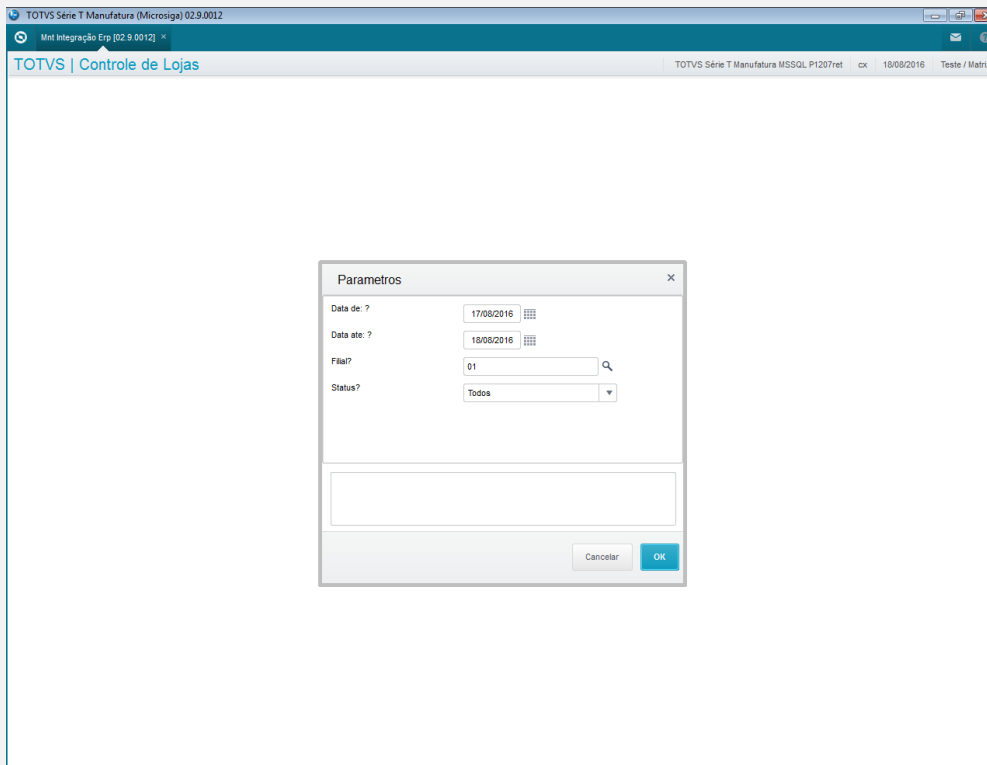 TOTVS Série T Manufatura (Microsiga) 02.9.0012
Mnt Integração Erp [02.9.0012] ×
TOTVS | Controle de Lojas
TOTVS Série T Manufatura MSSQL P1207ret cx 18/08/2016 Teste / Matri
Parametros
Data de: ? 17/08/2016
Data ate: ? 18/08/2016
Filial? 01
Status? Todos
Cancelar OK